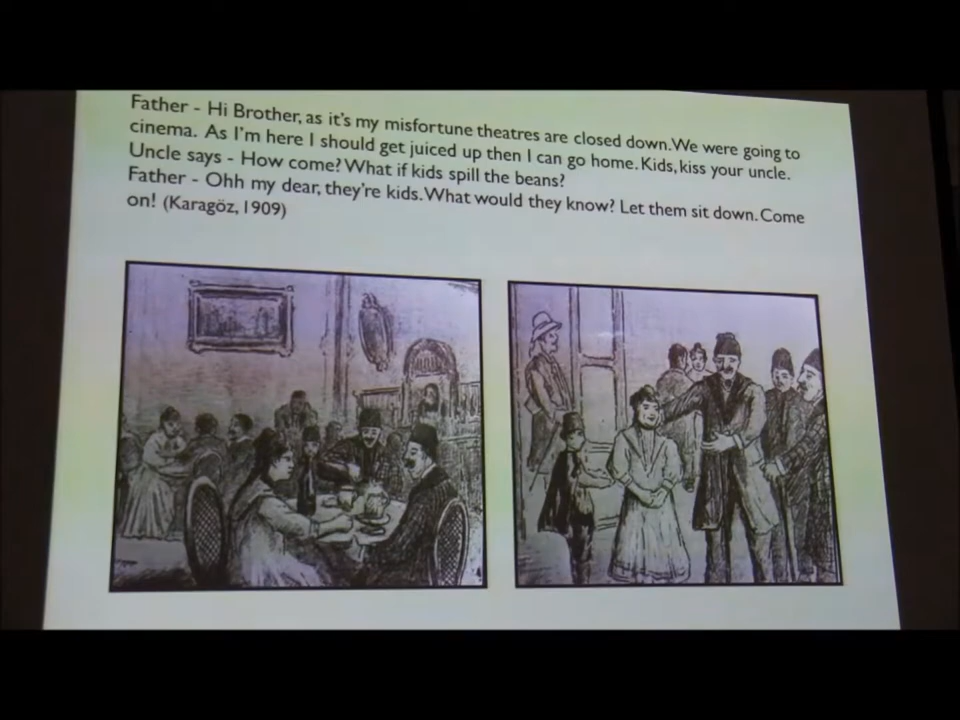 Father - Hi Brother, as it's my misfortune theatres are closed down. We were going to
cinema. As I'm here I should get juiced up then I can go home. Kids, kiss your uncle.
Uncle says - How come? What if kids spill the beans?
Father - Ohh my dear, they're kids. What would they know? Let them sit down. Come
on! (Karagöz, 1909)